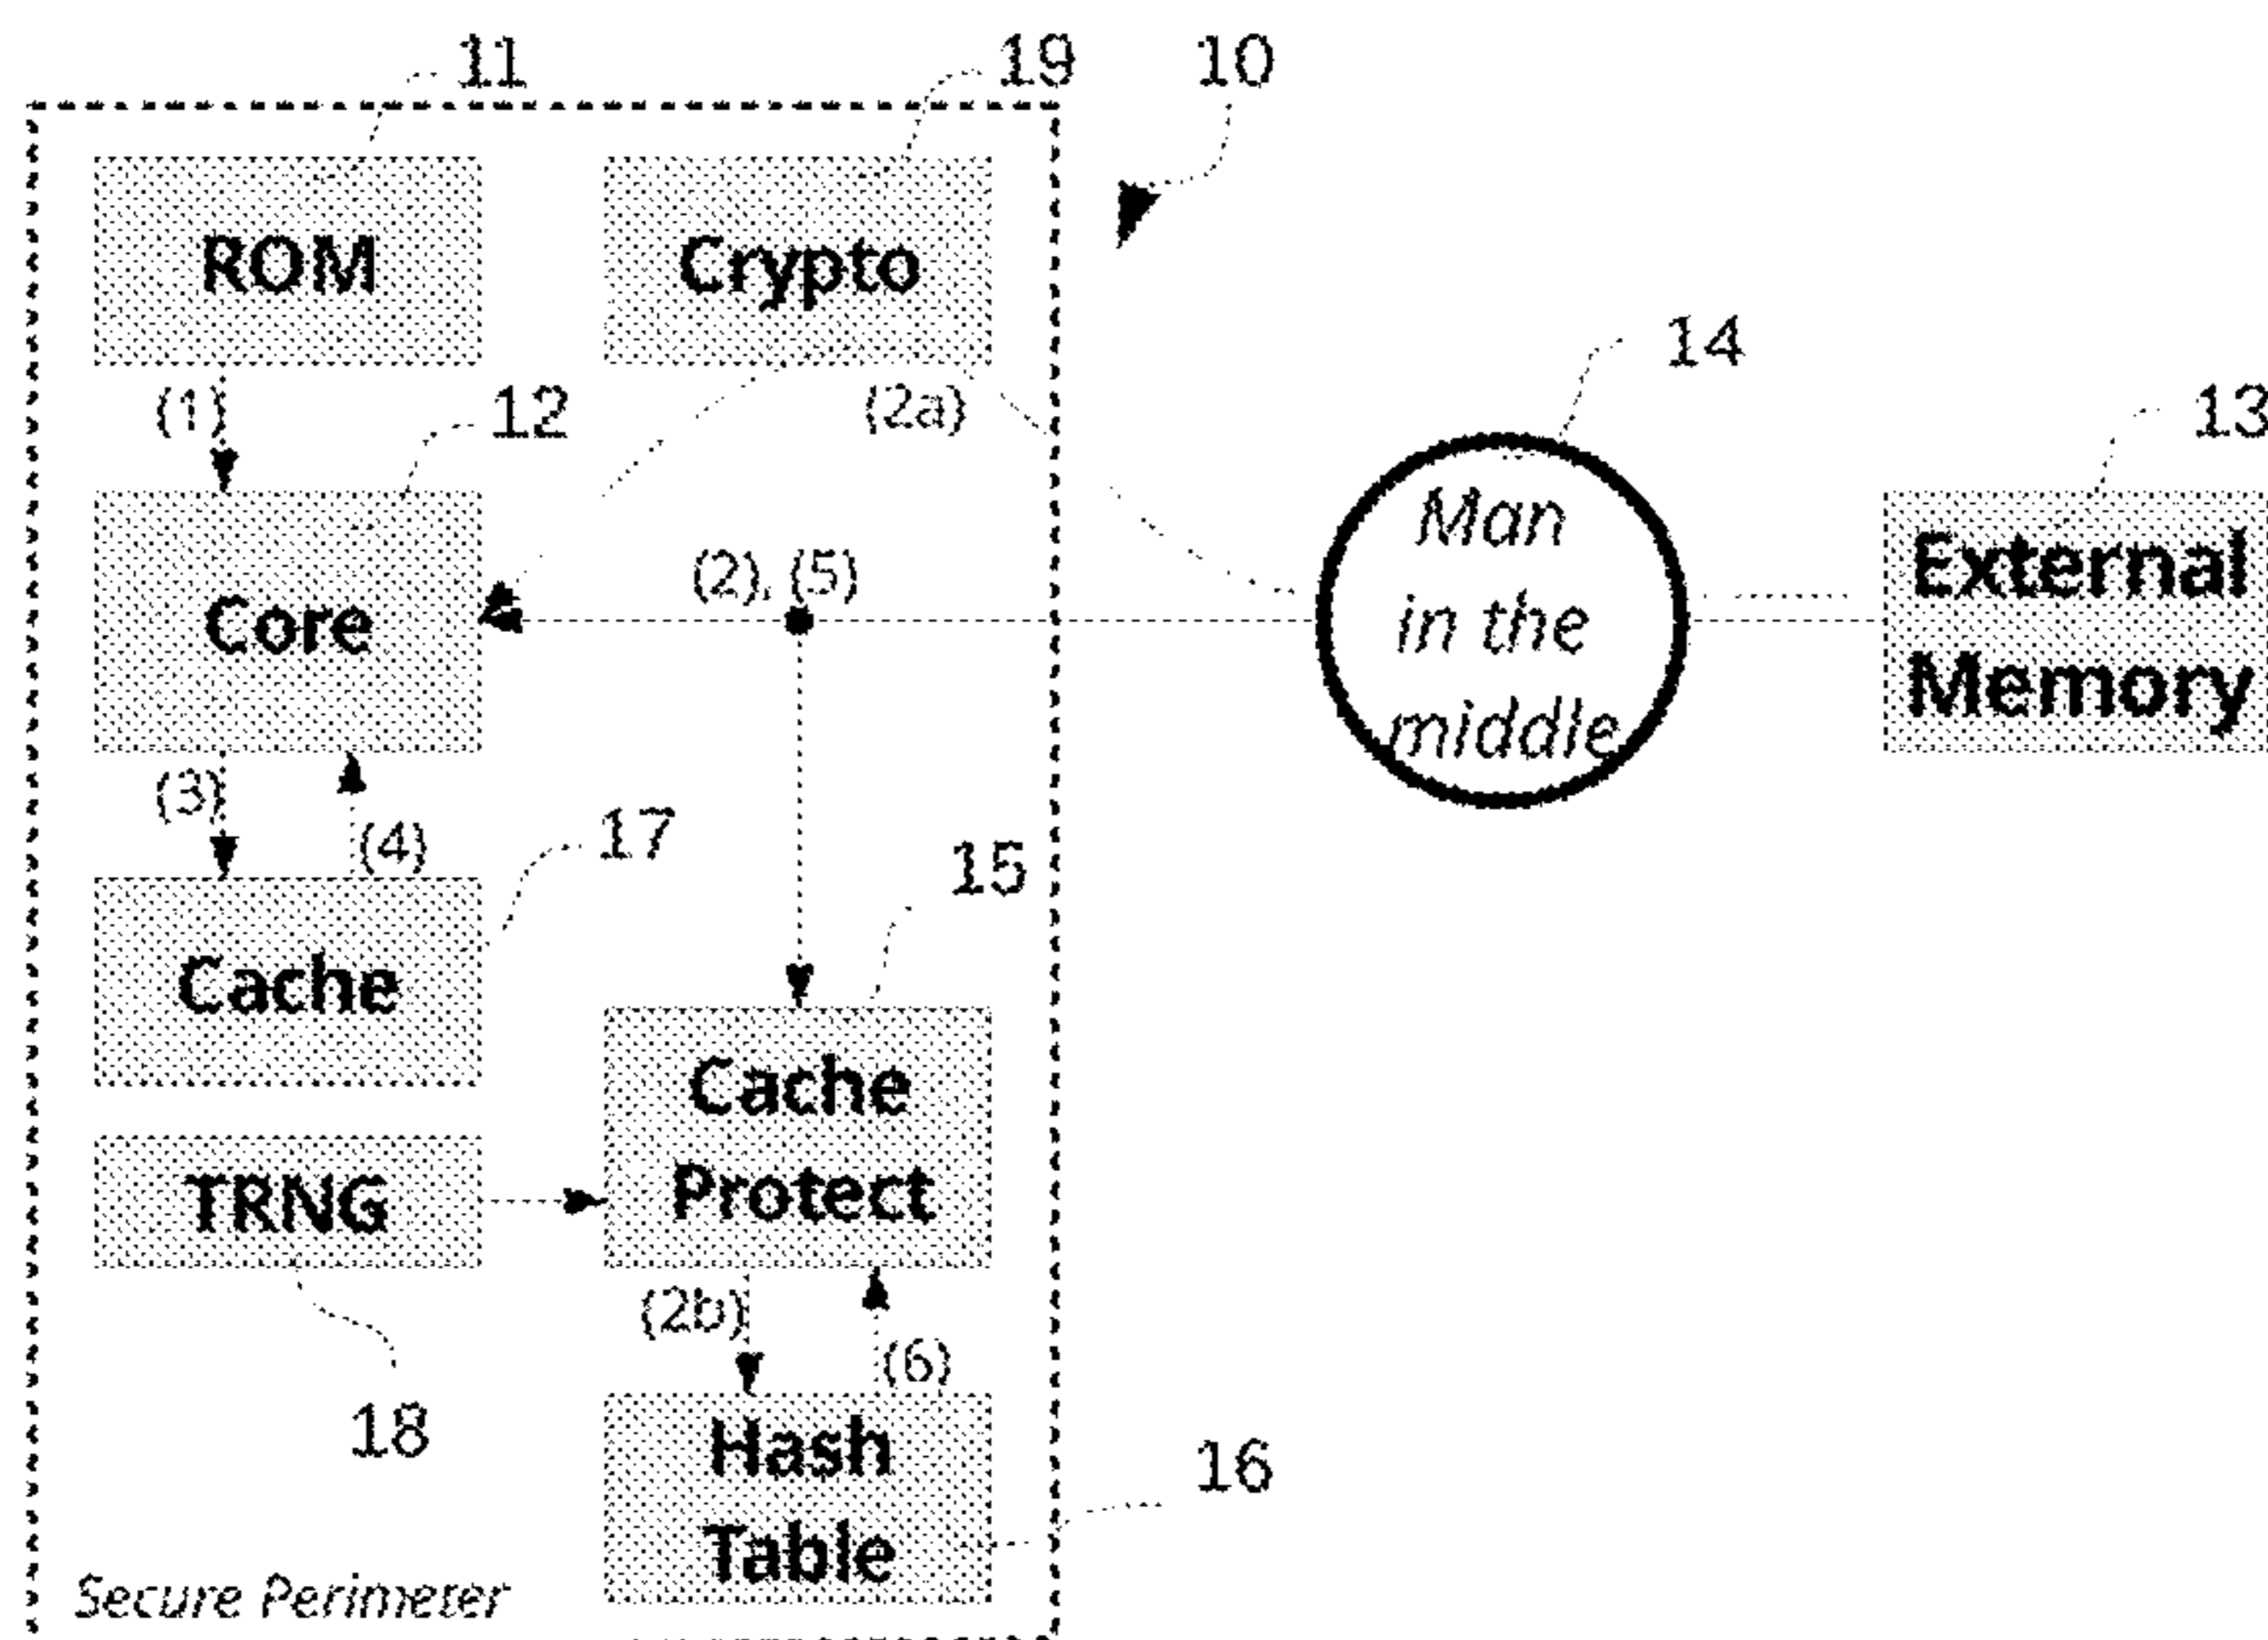 11
19
10
ROM
Crypto
14
(1)
12
(2a)
13
Man
in the
middle
External
Memory
Core
(2), (5)
(3)
(4)
17
15
Cache
Cache
Protect
TRNG
(2b)
(6)
18
Hash
Table
16
Secure Perimeter